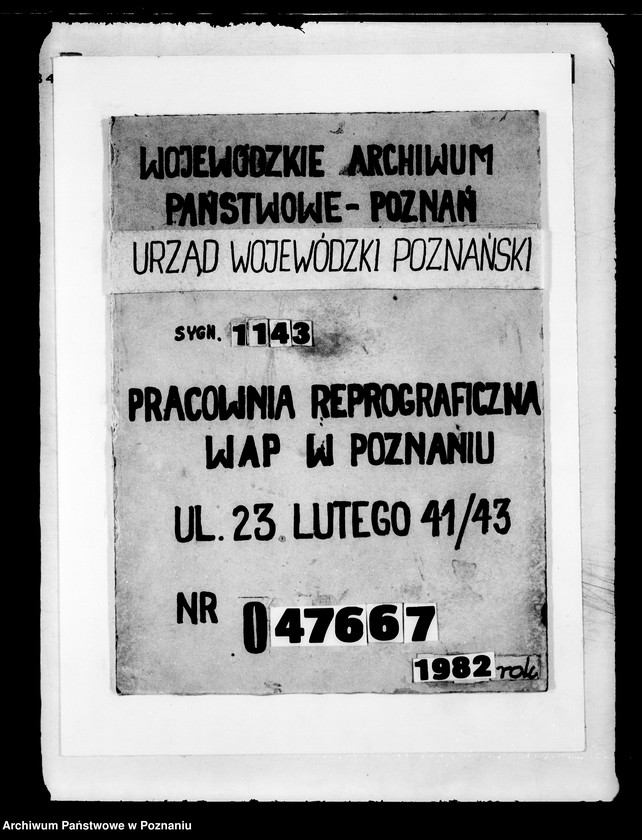 WOJEWÓDZKIE ARCHIWUM
PAŃSTWOWE - POZNAŃ
URZĄD WOJEWÓDZKI POZNAŃSKI
SYGN. 1143
PRACOWNIA REPROGRAFICZNA
WAP W POZNANIU
UL. 23 LUTEGO 41/43
NR 047667
1982 rok
Archiwum Państwowe w Poznaniu